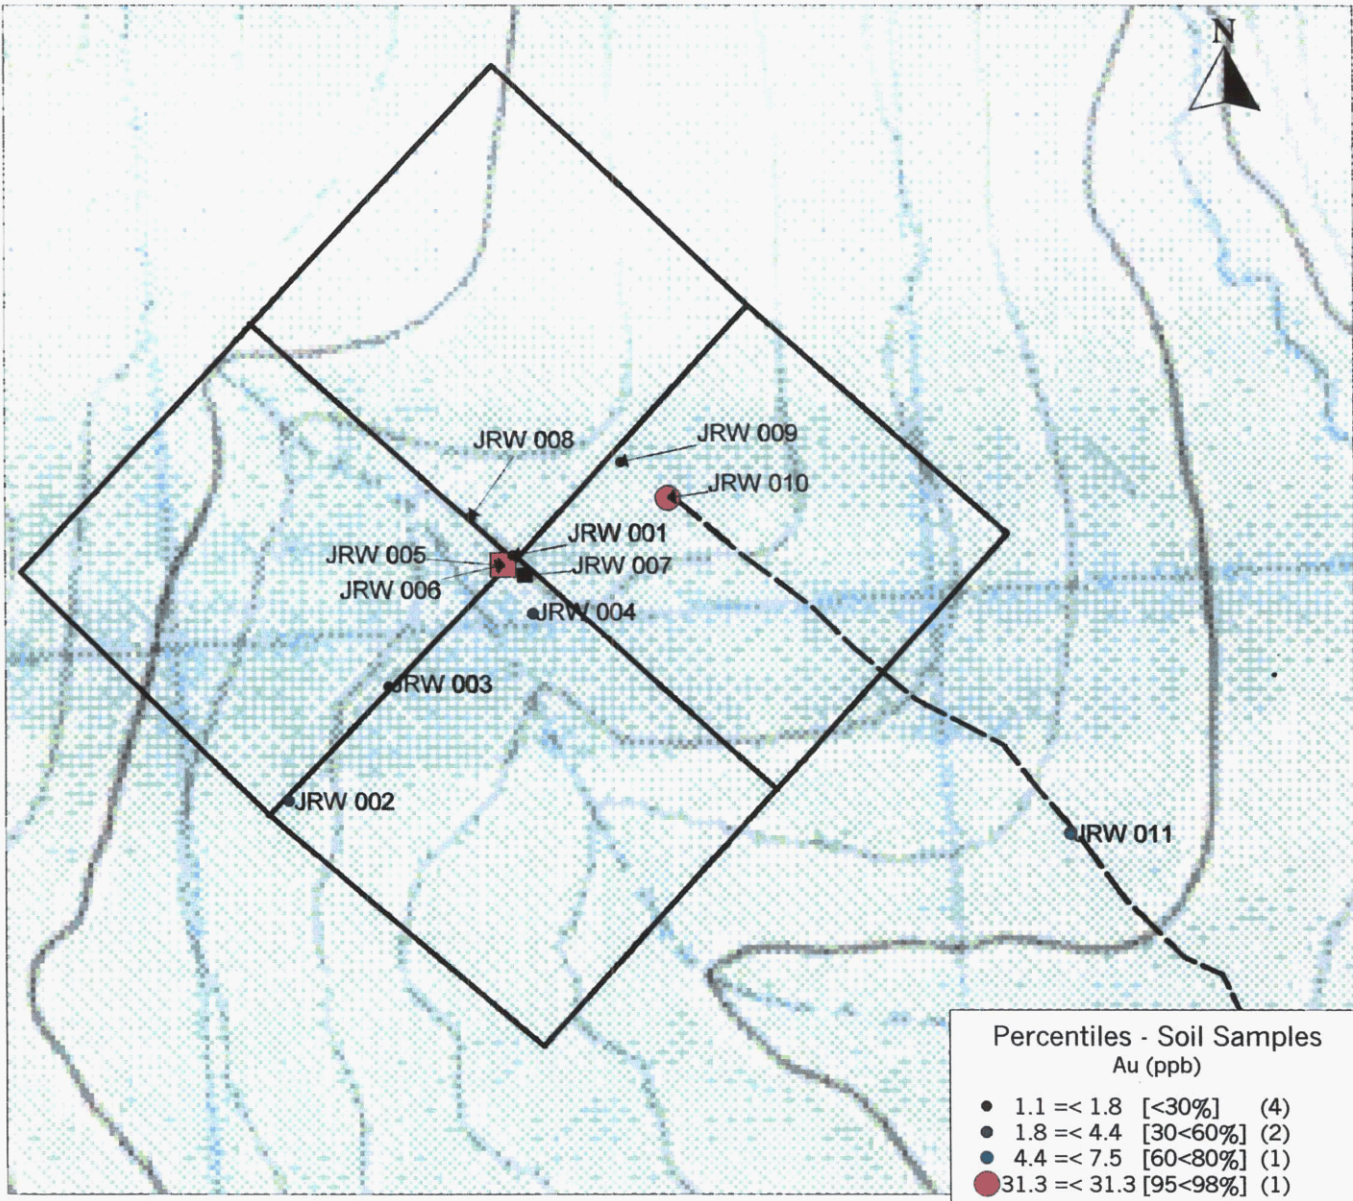 N
JRW 009
JRW 008
JRW 010
JRW 001
JRW 005
JRW 007
JRW 006
JRW 004
JRW 003
JRW 002
JRW 011
Percentiles - Soil Samples
Au (ppb)
1.1 =< 1.8 [<30%] (4)
1.8 =< 4.4 [30<60%] (2)
4.4 =< 7.5 [60<80%] (1)
31.3 =< 31.3 [95<98%] (1)